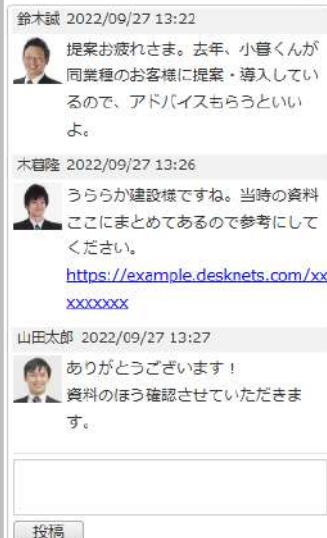 鈴木誠 2022/09/27 13:22
提案お疲れさま。去年、小暮くんが
同業種のお客様に提案・導入してい
るので、アドバイスもらうといい
よ。
木暮隆 2022/09/27 13:26
うららか建設様ですね。当時の資料
ここにまとめてあるので参考にして
ください。
https://example.desknets.com/xx
xxxxxxxx
山田太郎 2022/09/27 13:27
ありがとうございます！
資料のほう確認させていただきま
す。
投稿